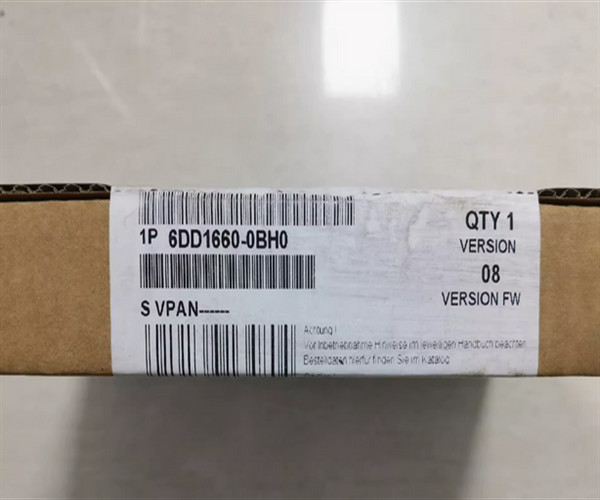 1P 6DD1660-0BH0
S VPAN------
QTY 1
VERSION
08
VERSION FW
Achtung !
Vor Inbetriebnahme Hinweise im jeweiligen Handbuch beachten
Bestelldaten hierfür finden Sie im Katalog